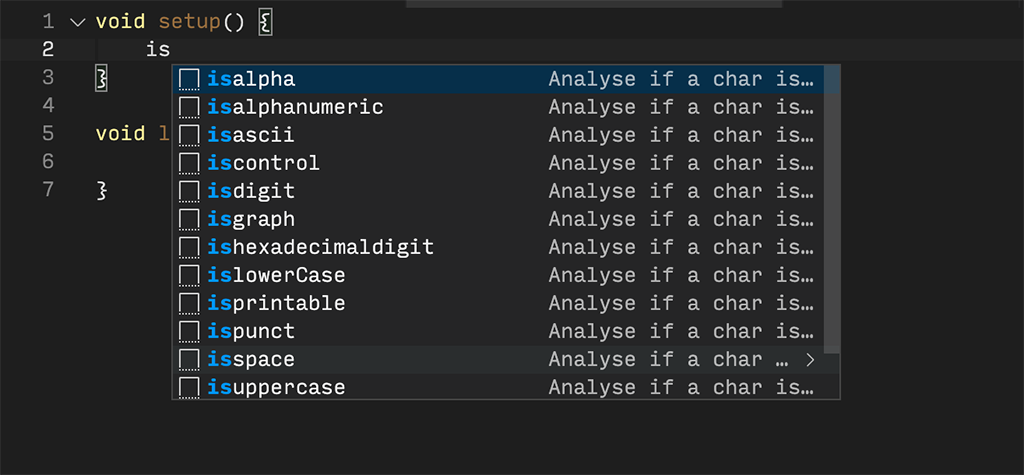 1 void setup() {
2 is
3 }
isalpha Analyse if a char is…
4 isalphanumeric Analyse if a char is…
5 void l isascii Analyse if a char is…
6 iscontrol Analyse if a char is…
7 } isdigit Analyse if a char is…
isgraph Analyse if a char is…
ishexadecimaldigit Analyse if a char is…
islowerCase Analyse if a char is…
isprintable Analyse if a char is…
ispunct Analyse if a char is…
isspace Analyse if a char … >
isuppercase Analyse if a char is…